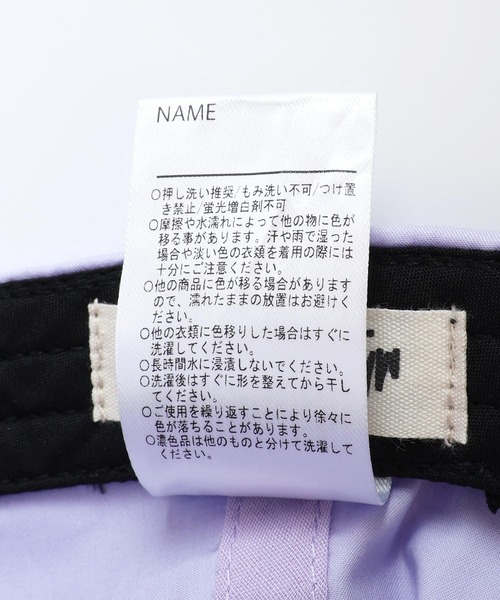 NAME
○押し洗い推奨/もみ洗い不可/つけ置
き禁止/蛍光増白剤不可
○摩擦や水濡れによって他の物に色が
移る事があります。汗や雨で湿った
場合や淡い色の衣類を着用の際には
十分にご注意ください。
○他の商品に色が移る場合があります
ので、濡れたままの放置はお避けく
ださい。
○他の衣類に色移りした場合はすぐに
洗濯してください。
○長時間水に浸漬しないでください。
○洗濯後はすぐに形を整えてから干し
てください。
○ご使用を繰り返すことにより徐々に
色が落ちることがあります。
○濃色品は他のものと分けて洗濯して
ください。